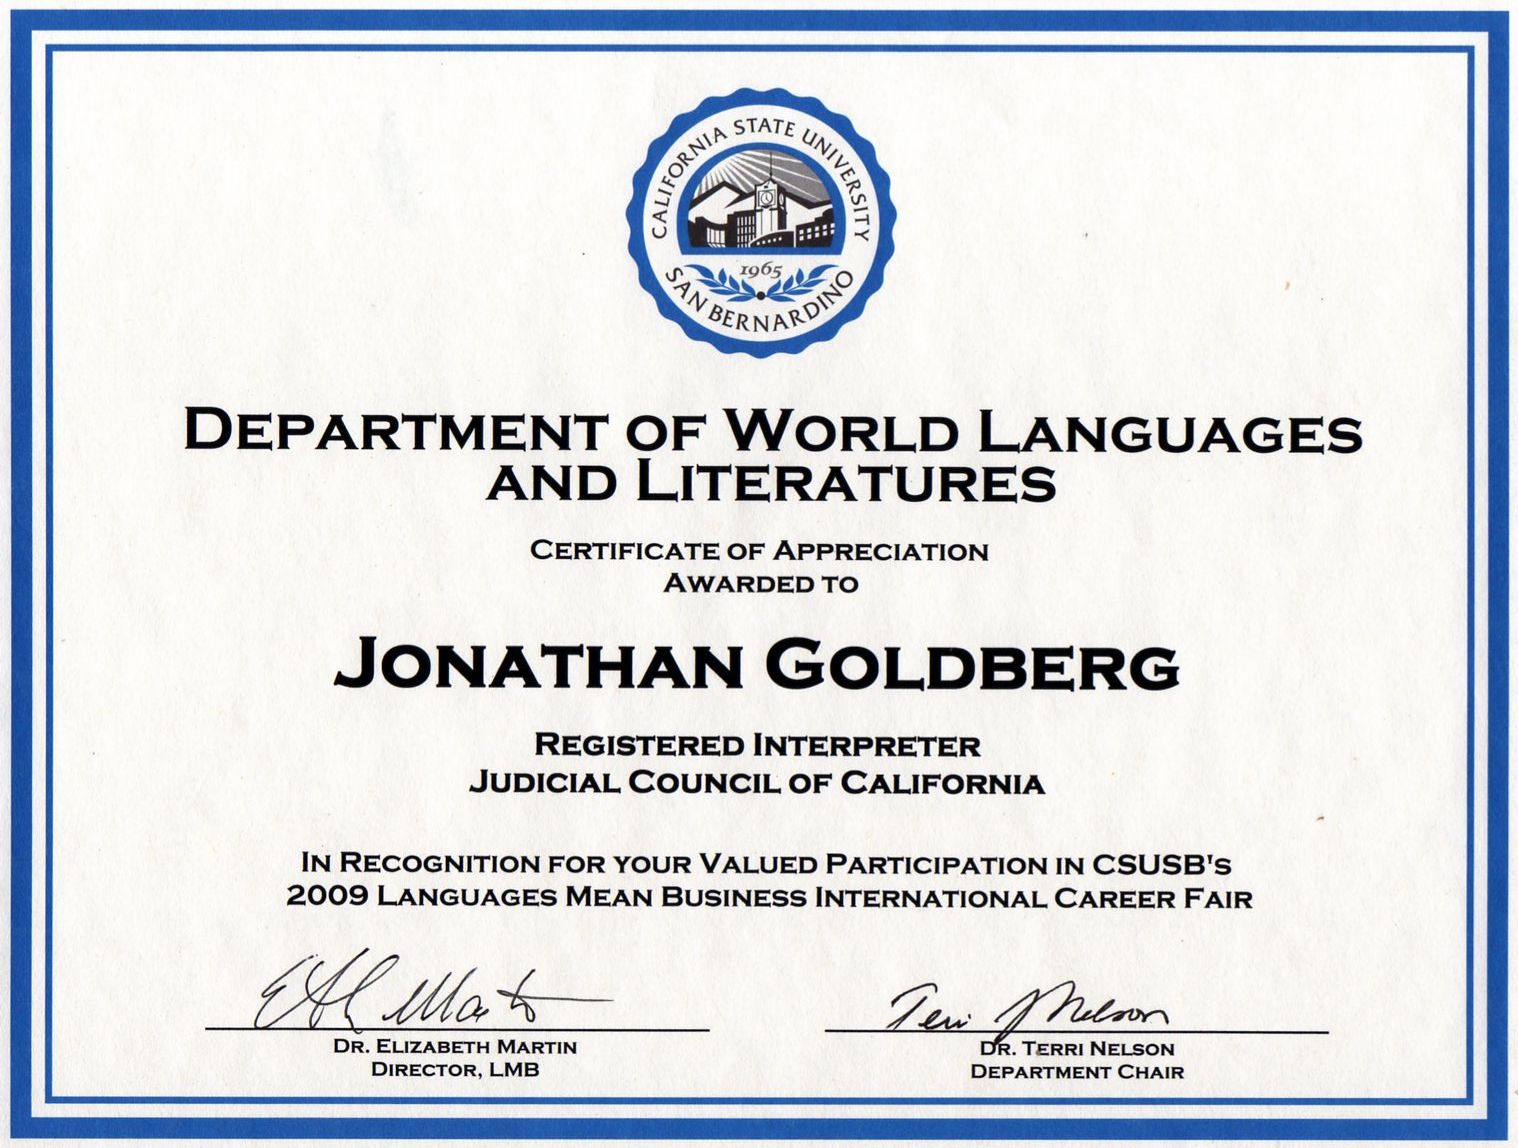 CALIFORNIA STATE UNIVERSITY
1965
SAN BERNARDINO
DEPARTMENT OF WORLD LANGUAGES
AND LITERATURES
CERTIFICATE OF APPRECIATION
AWARDED TO
JONATHAN GOLDBERG
REGISTERED INTERPRETER
JUDICIAL COUNCIL OF CALIFORNIA
IN RECOGNITION FOR YOUR VALUED PARTICIPATION IN CSUSB'S
2009 LANGUAGES MEAN BUSINESS INTERNATIONAL CAREER FAIR
Teri J Nelson
DR. ELIZABETH MARTIN
DIRECTOR, LMB
DR. TERRI NELSON
DEPARTMENT CHAIR